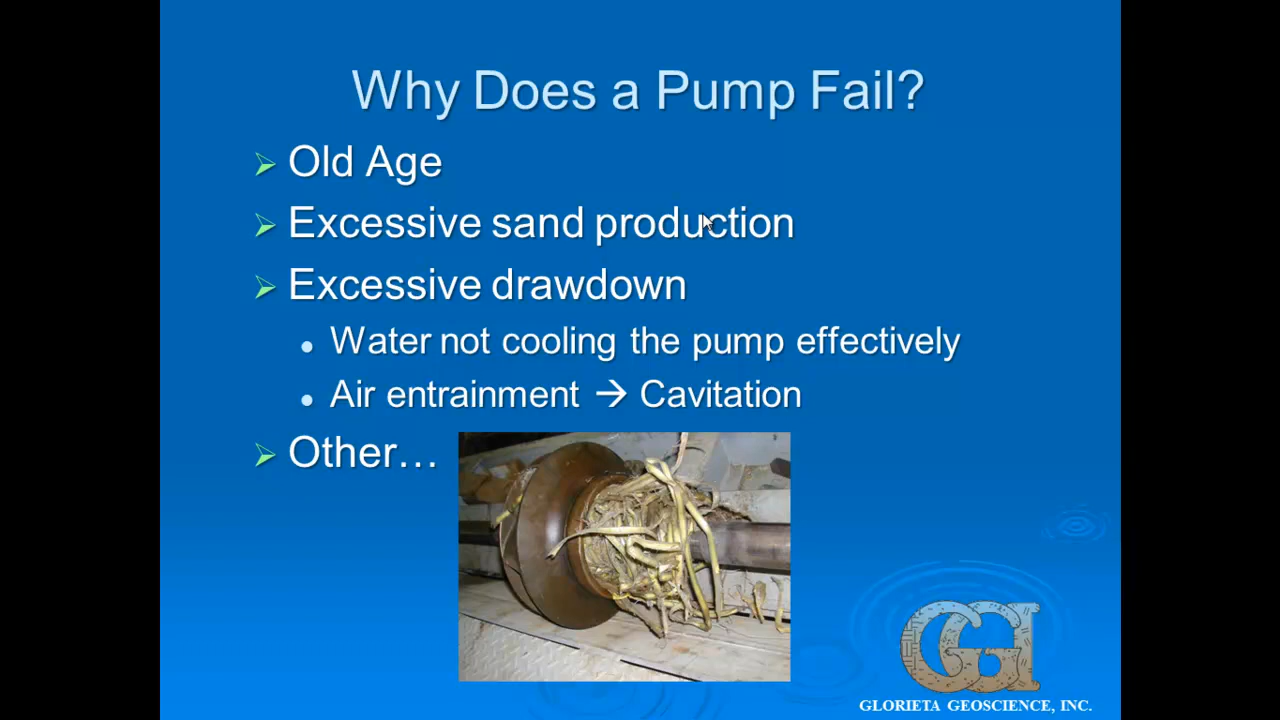 Why Does a Pump Fail?
Old Age
Excessive sand production
Excessive drawdown
Water not cooling the pump effectively
Air entrainment → Cavitation
Other…
GGI
GLORIETA GEOSCIENCE, INC.